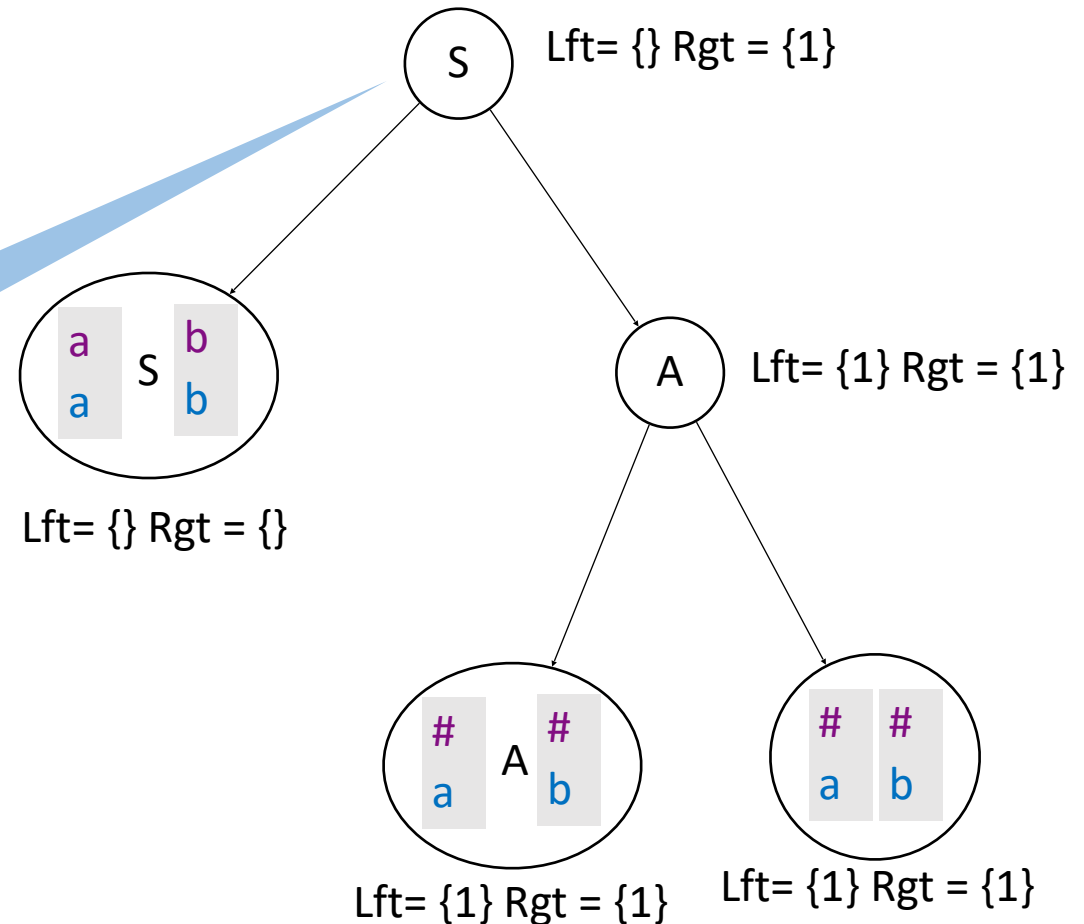 S
Lft= {} Rgt = {1}
a S b
a b
Lft= {} Rgt = {}
A
Lft= {1} Rgt = {1}
# A #
a b
Lft= {1} Rgt = {1}
# #
a b
Lft= {1} Rgt = {1}